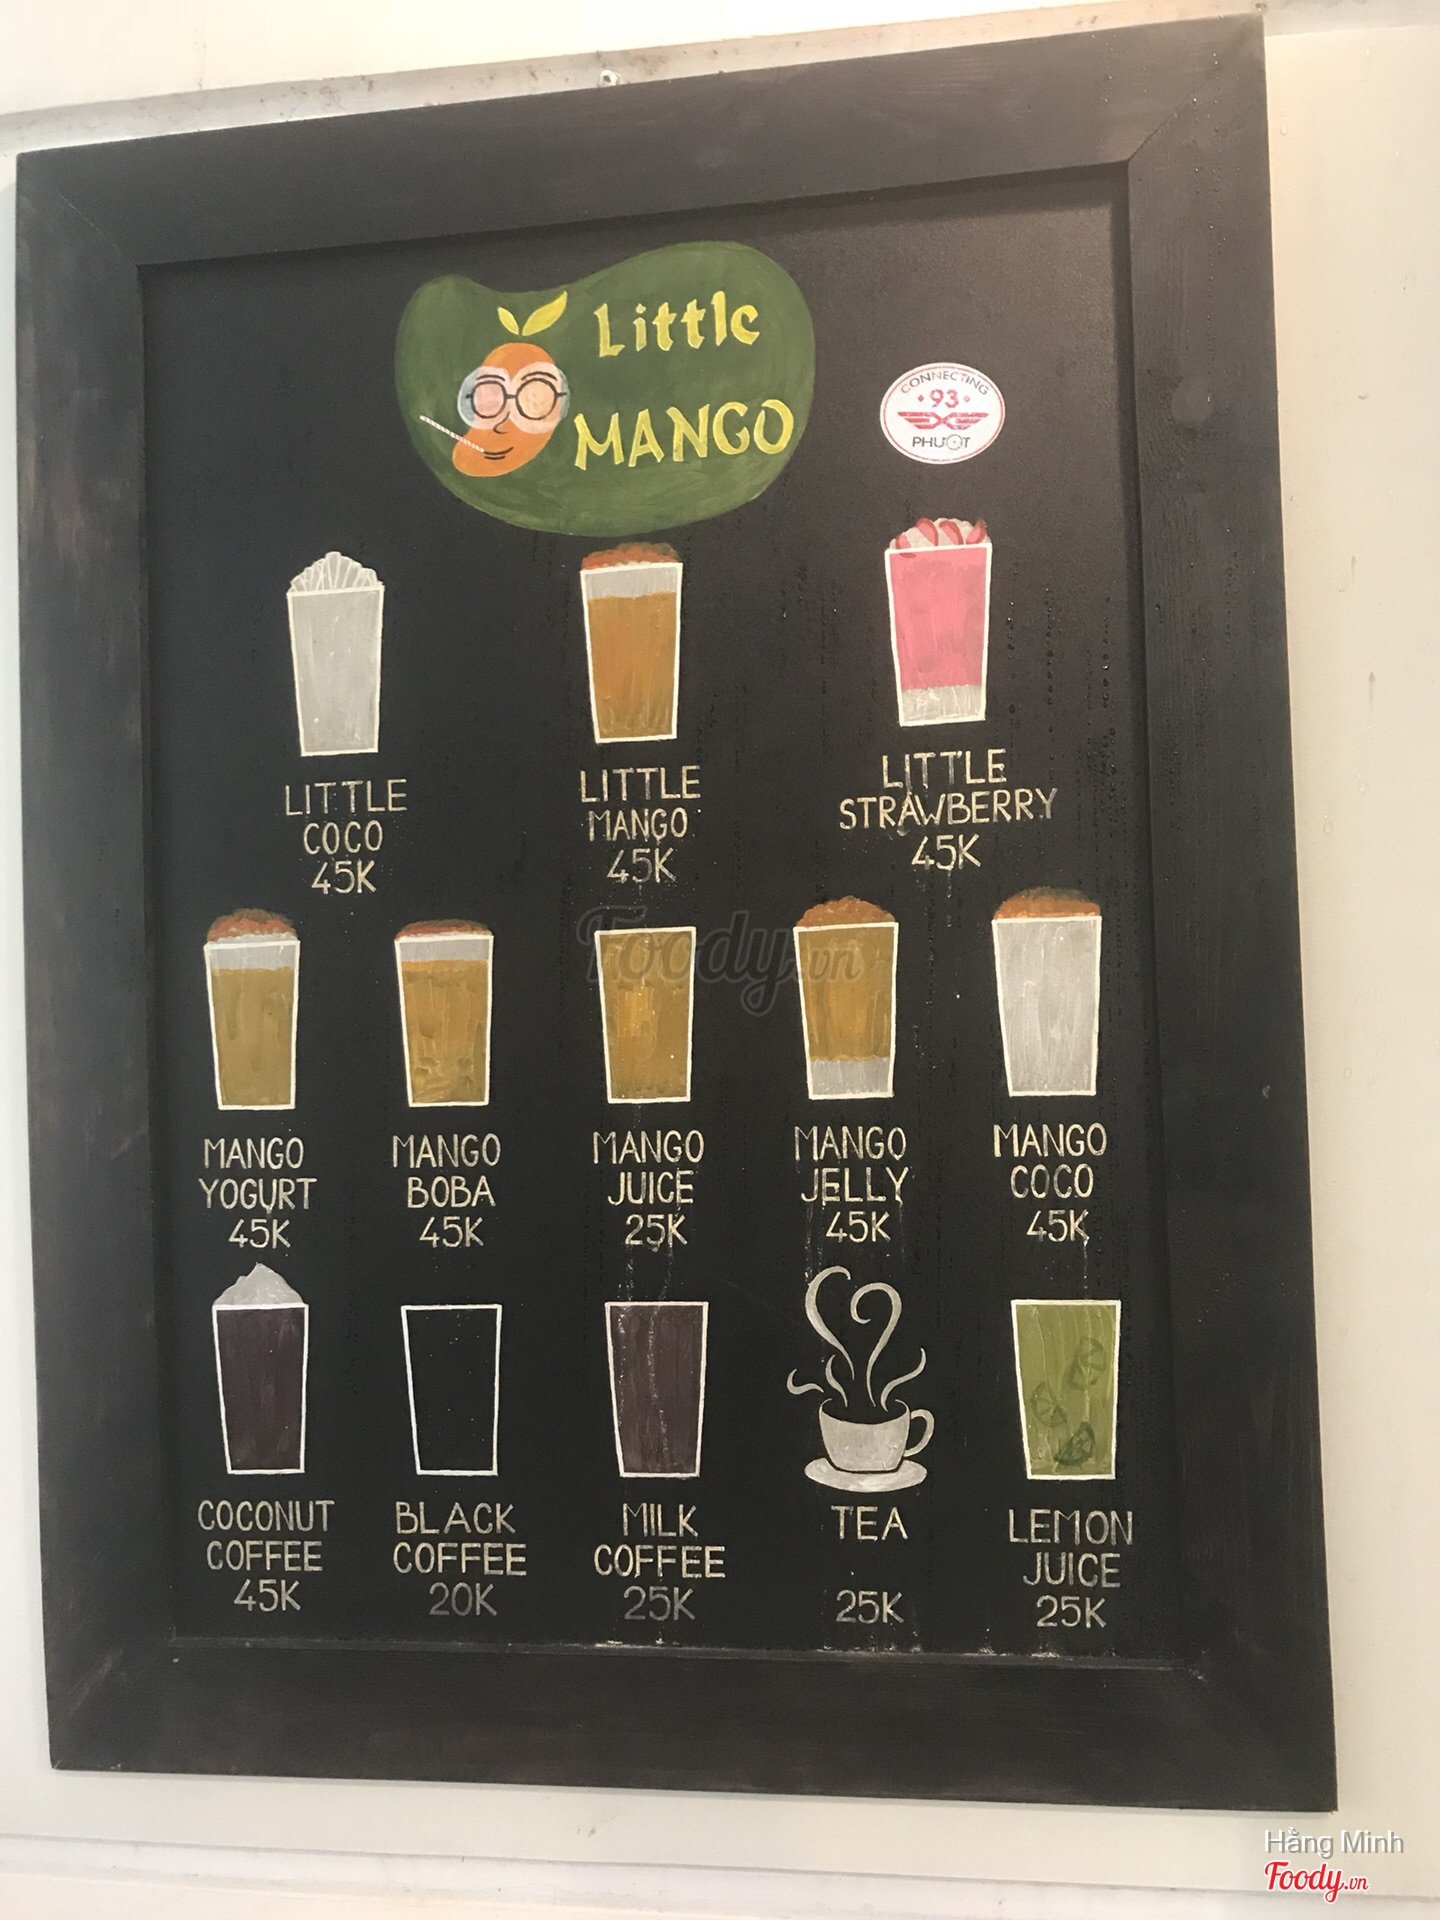 Little
MANGO
CONNECTING
93
PHƯỢT
LITTLE
COCO
45K
LITTLE
MANGO
45K
LITTLE
STRAWBERRY
45K
Foody.vn
MANGO
YOGURT
45K
MANGO
BOBA
45K
MANGO
JUICE
25K
MANGO
JELLY
45K
MANGO
COCO
45K
COCONUT
COFFEE
45K
BLACK
COFFEE
20K
MILK
COFFEE
25K
TEA
25K
LEMON
JUICE
25K
Hằng Minh
Foody.vn